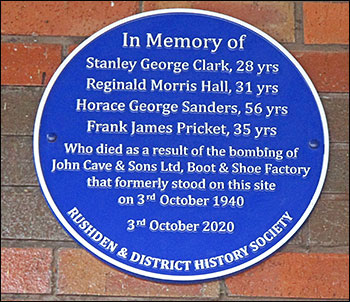 In Memory of
Stanley George Clark, 28 yrs
Reginald Morris Hall, 31 yrs
Horace George Sanders, 56 yrs
Frank James Pricket, 35 yrs
Who died as a result of the bombing of
John Cave & Sons Ltd, Boot & Shoe Factory
that formerly stood on this site
on 3rd October 1940
3rd October 2020
RUSHDEN & DISTRICT HISTORY SOCIETY